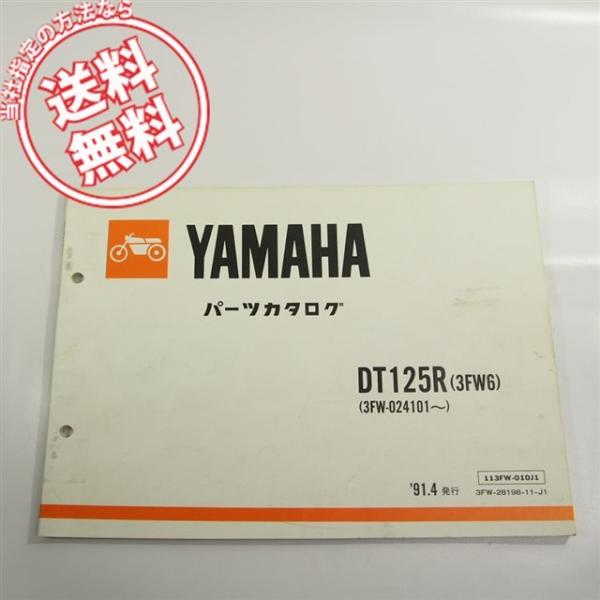 当社指定の方法なら
送料
無料
YAMAHA
パーツカタログ
DT125R(3FW6)
(3FW-024101〜)
'91.4 発行
113FW-010J1
3FW-28198-11-J1